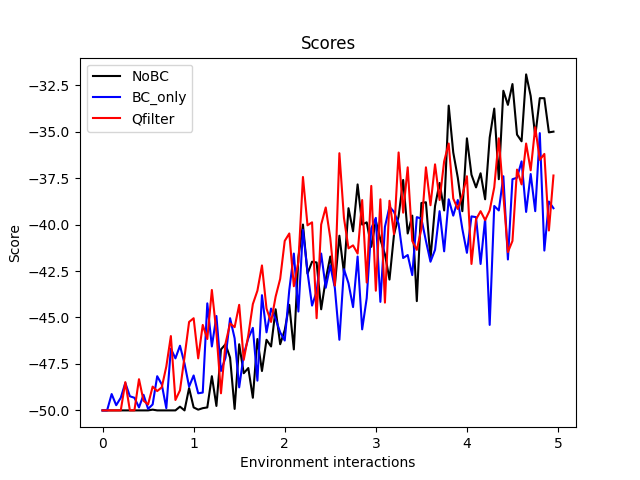 Scores
NoBC
BC_only
Qfilter
−32.5
−35.0
−37.5
−40.0
−42.5
−45.0
−47.5
−50.0
Score
0 1 2 3 4 5
Environment interactions